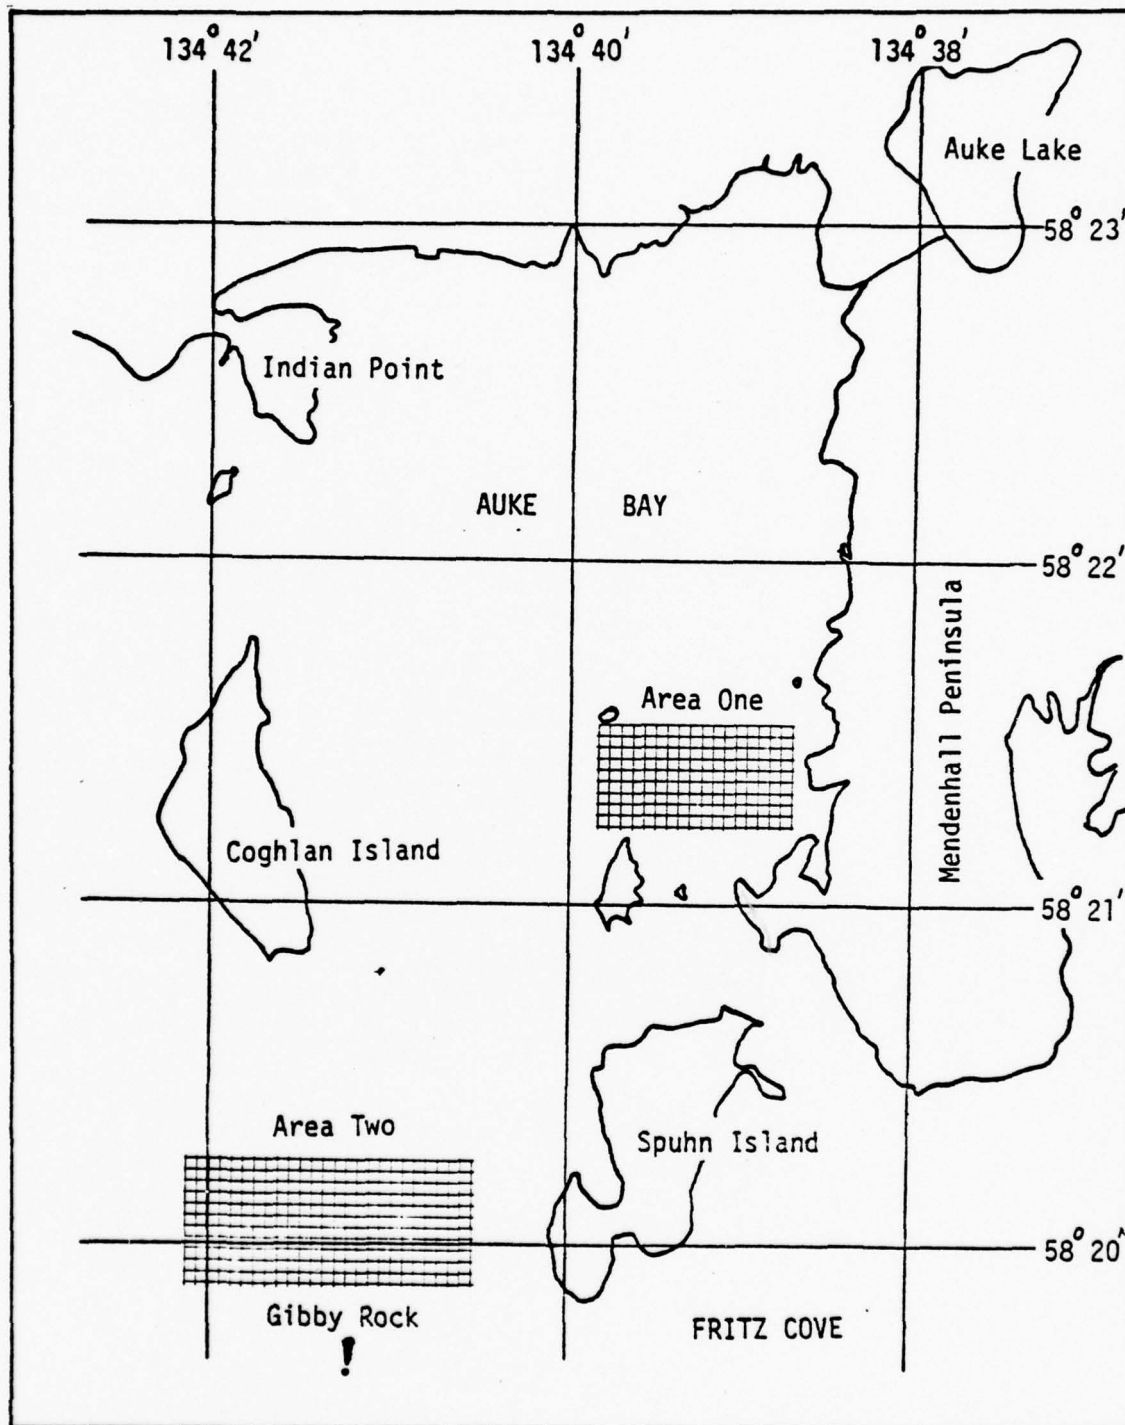 134° 42'
134° 40'
134° 38'
Auke Lake
58° 23'
Indian Point
AUKE BAY
58° 22'
Mendenhall Peninsula
Area One
Coghlan Island
58° 21'
Area Two
Spuhn Island
58° 20'
Gibby Rock
FRITZ COVE